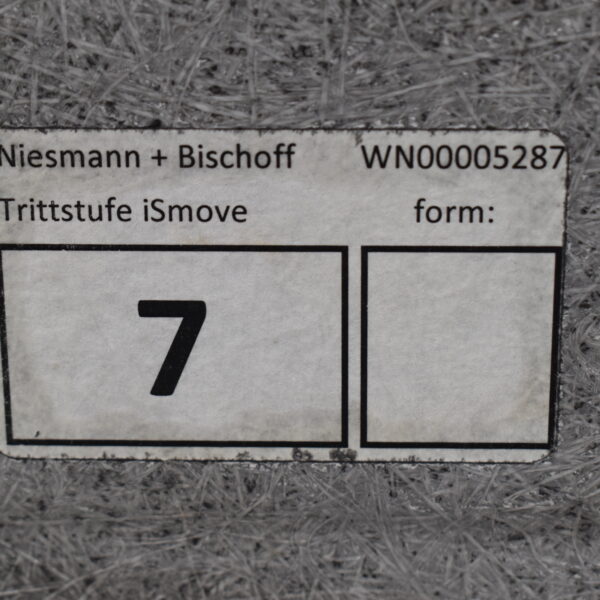 Niesmann + Bischoff WN00005287
Trittstufe iSmove form:
7